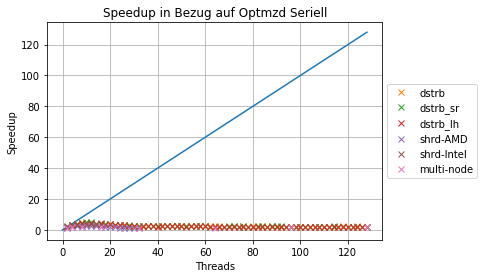 Speedup in Bezug auf Optmzd Seriell
Speedup
120
100
80
60
40
20
0
0 20 40 60 80 100 120
Threads
dstrb
dstrb_sr
dstrb_lh
shrd-AMD
shrd-Intel
multi-node